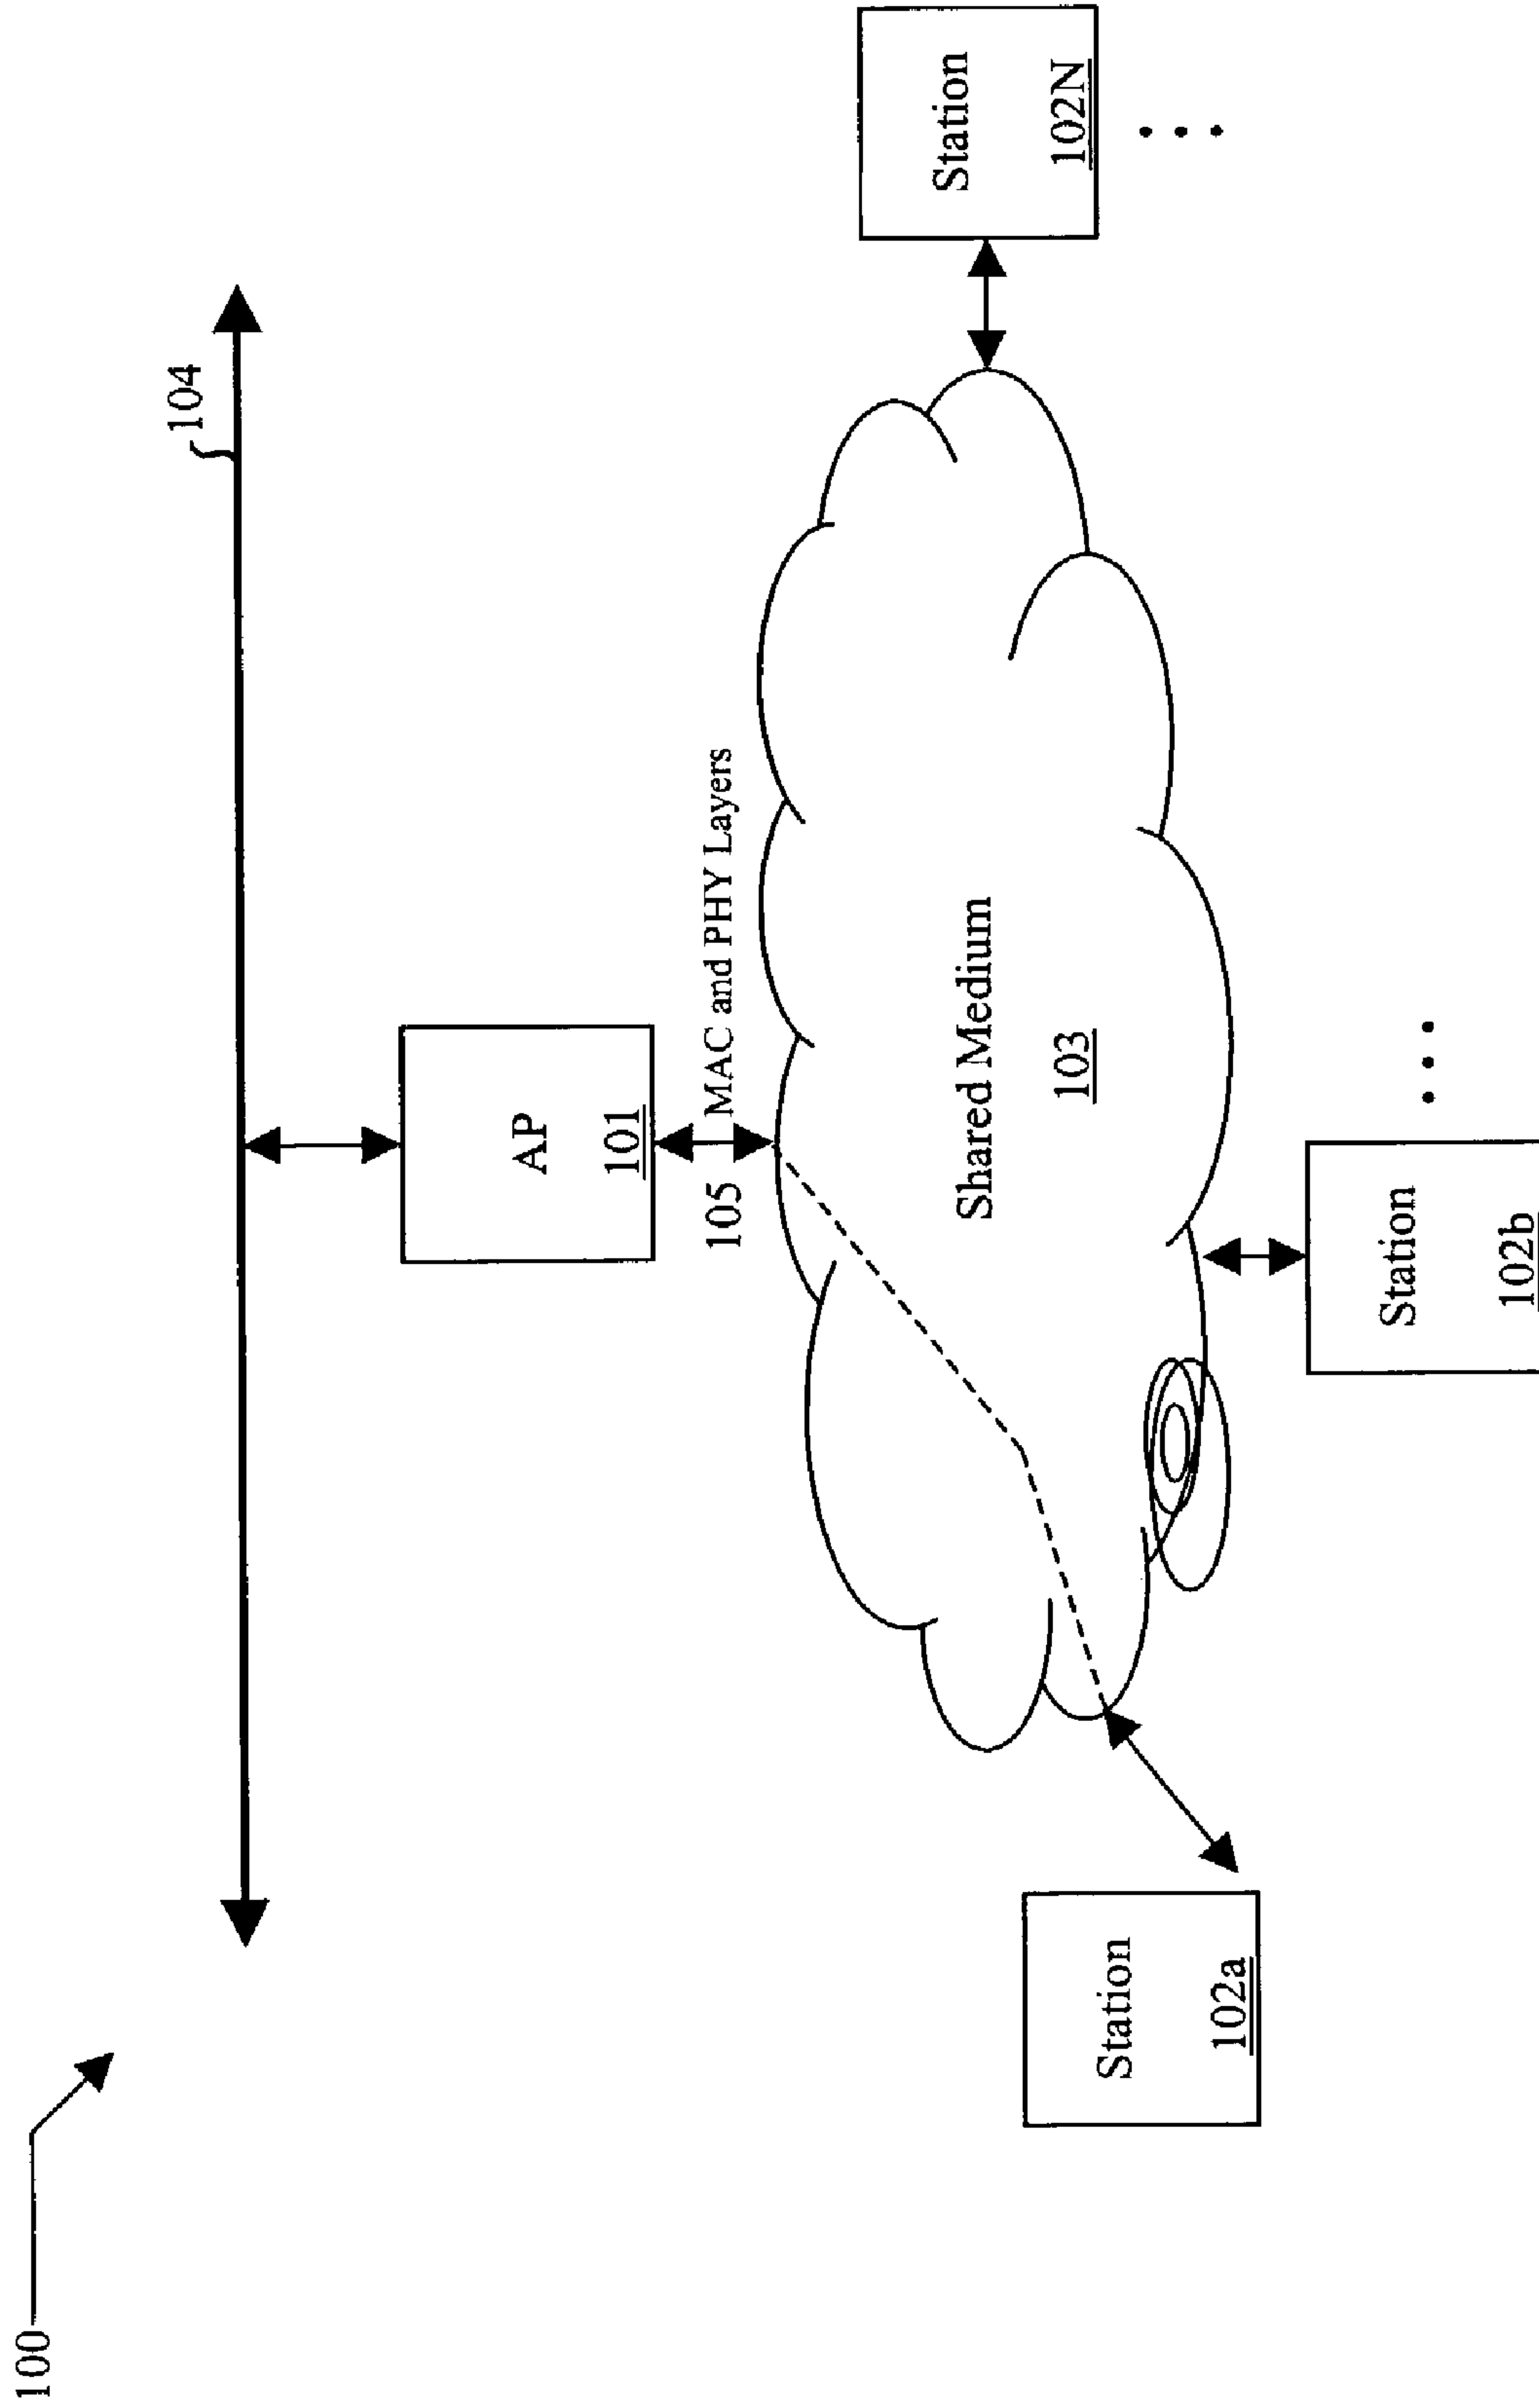 100
104
AP
101
105
MAC and PHY Layers
Shared Medium
103
Station
102a
Station
102b
Station
102N